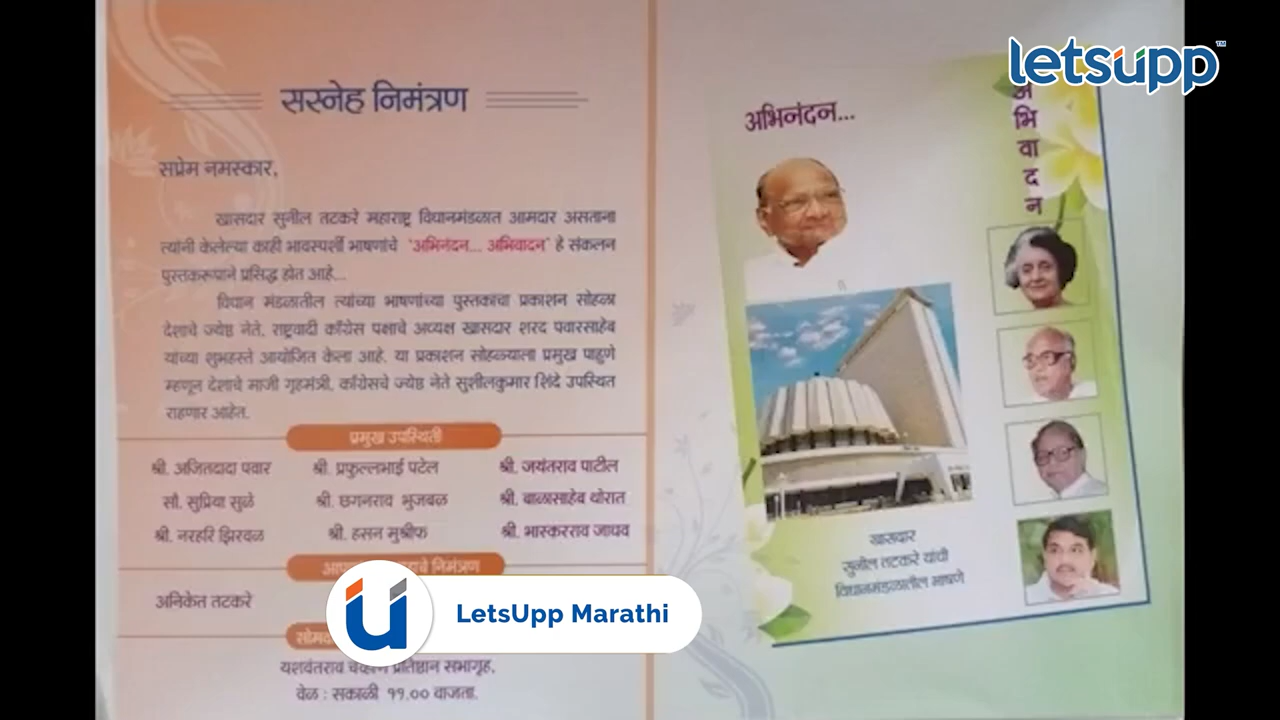 सस्नेह निमंत्रण
सप्रेम नमस्कार,
खासदार सुनील तटकरे महाराष्ट्र विधानमंडळात आमदार असताना
त्यांनी केलेल्या काही भावस्पर्शी भाषणांचे 'अभिनंदन... अभिवादन' हे संकलन
पुस्तकरूपाने प्रसिद्ध होत आहे...
विधान मंडळातील त्यांच्या भाषणांच्या पुस्तकाचा प्रकाशन सोहळा
देशाचे ज्येष्ठ नेते, राष्ट्रवादी काँग्रेस पक्षाचे अध्यक्ष खासदार शरद पवारसाहेब
यांच्या शुभहस्ते आयोजित केला आहे. या प्रकाशन सोहळ्याला प्रमुख पाहुणे
म्हणून देशाचे माजी गृहमंत्री, काँग्रेसचे ज्येष्ठ नेते सुशीलकुमार शिंदे उपस्थित
राहणार आहेत.
प्रमुख उपस्थिती
श्री. अजितदादा पवार श्री. प्रफुल्लभाई पटेल श्री. जयंतराव पाटील
सौ. सुप्रिया सुळे श्री. छगनराव भुजबळ श्री. बाळासाहेब थोरात
श्री. नरहरि झिरवळ श्री. हसन मुश्रीफ श्री. भास्करराव जाधव
निमंत्रण
अनिकेत तटकरे
यशवंतराव चव्हाण प्रतिष्ठान सभागृह,
वेळ : सकाळी ११.०० वाजता.
अभिनंदन...
अभिवादन
खासदार
सुनील तटकरे यांची
विधानमंडळातील भाषणे
letsupp™
LetsUpp Marathi